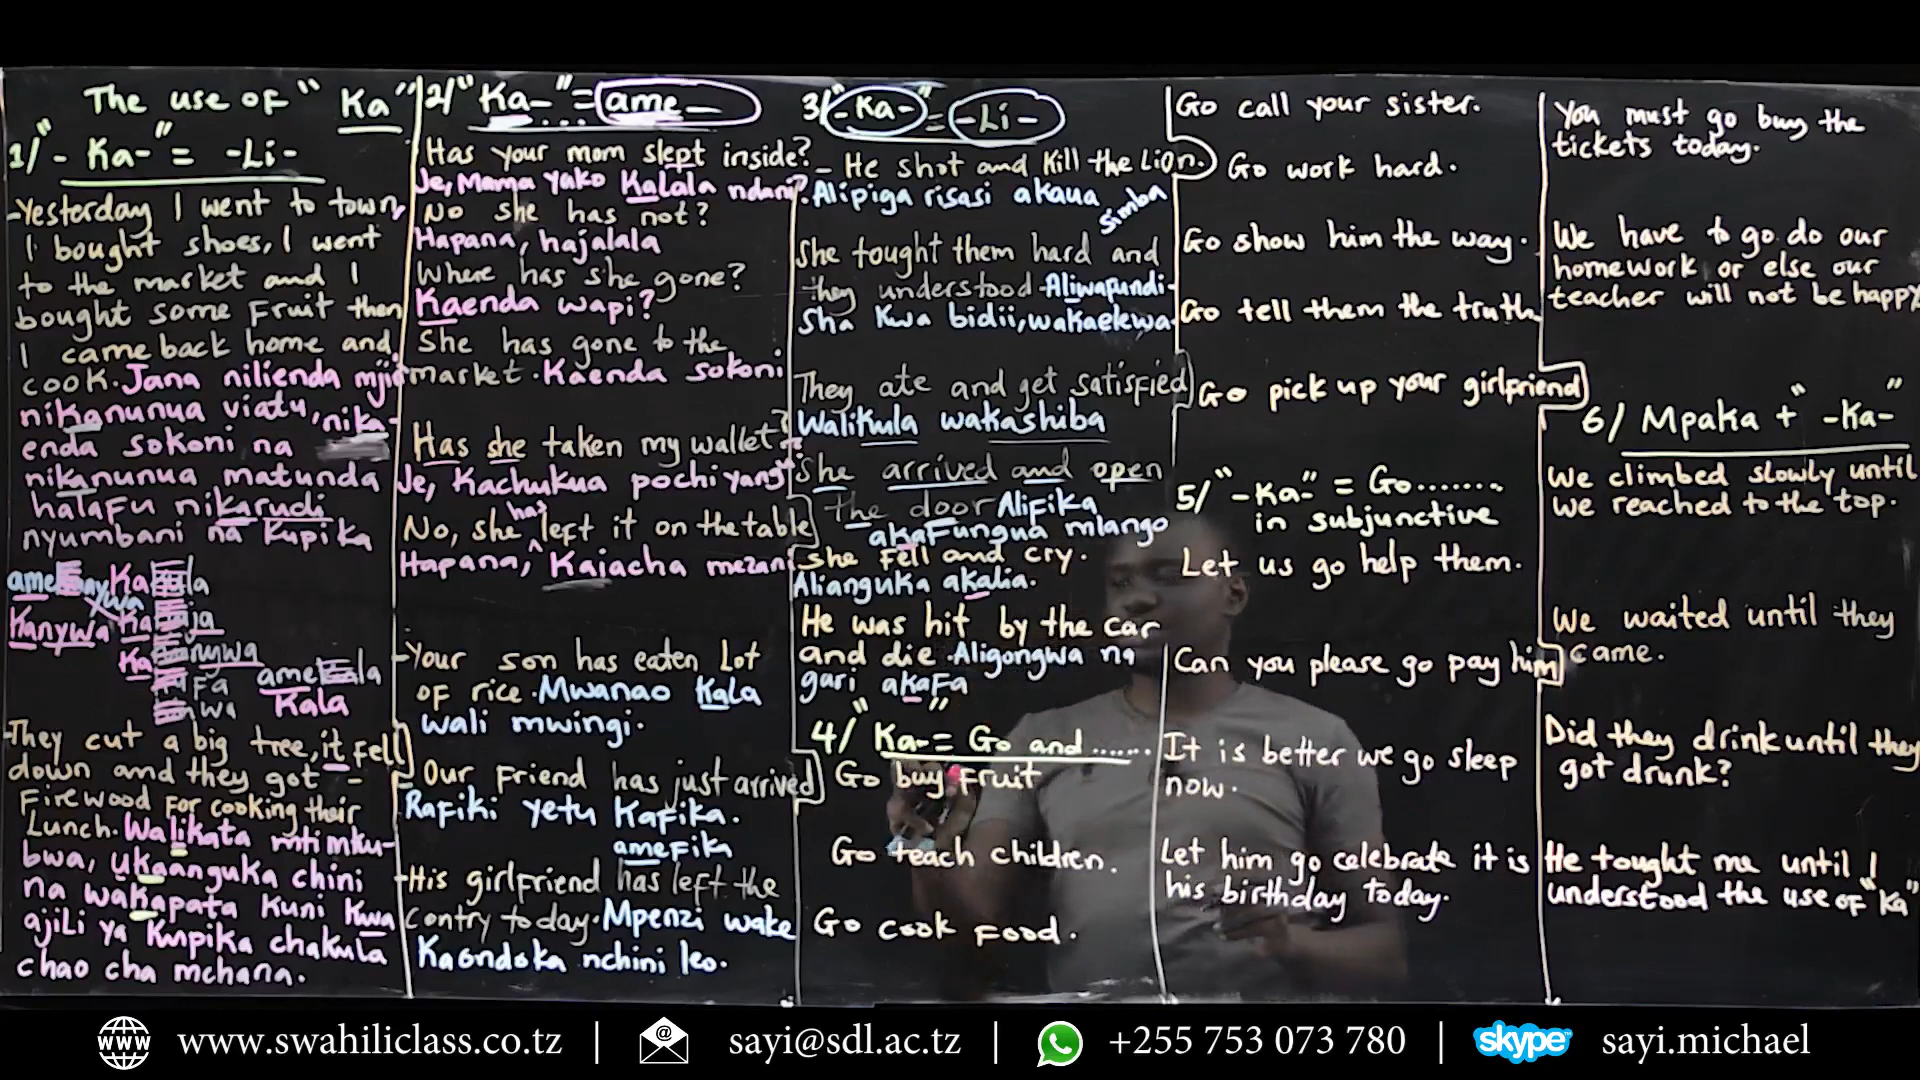 The use of "Ka"
1/"-Ka-"= -Li-
-Yesterday I went to town,
I bought shoes, I went
to the market and I
bought some Fruit then
I came back home and
cook. Jana nilienda mjini
nikanunua viatu, nika-
enda sokoni na
nikanunua matunda
halafu nikarudi
nyumbani na kupika
Kanywa
nywa
amekula
Kala
-They cut a big tree, it fell
down and they got -
Firewood for cooking their
Lunch. Walikata mti mku-
bwa, ukaanguka chini
na wakapata kuni kwa
ajili ya kupika chakula
chao cha mchana.
2/"Ka-"= ame-
Has your mom slept inside?
Je, Mama yako Kalala ndani?
No she has not?
Hapana, hajalala
Where has she gone?
Kaenda wapi?
She has gone to the
market. Kaenda sokoni
Has she taken my wallet?
Je, Kachukua pochi yangu
No, she has left it on the table
Hapana, Kaiacha mezani
-Your son has eaten Lot
of rice. Mwanao Kala
wali mwingi.
-Our friend has just arrived
Rafiki yetu Kafika.
amefika
-His girlfriend has left the
contry today. Mpenzi wake
Kaondoka nchini leo.
3/"-Ka-" = -Li-
- He shot and Kill the Lion.
Alipiga risasi akaua simba
She tought them hard and
they understood Aliwafundi-
sha kwa bidii, wakaelewa.
They ate and get satisfied
Walikula wakashiba
She arrived and open
the door Alifika
akafungua mlango
she fell and cry.
Alianguka akalia.
He was hit by the car
and die. Aligongwa na
gari akafa
4/"Ka-"= Go and .......
Go buy fruit
Go teach children.
Go cook food.
Go call your sister.
Go work hard.
Go show him the way.
Go tell them the truth
Go pick up your girlfriend
5/"-Ka-" = Go........
in subjunctive
Let us go help them.
Can you please go pay him
It is better we go sleep
now.
Let him go celebrate it is
his birthday today.
You must go buy the
tickets today.
We have to go do our
homework or else our
teacher will not be happy
6/ Mpaka + "-Ka-"
We climbed slowly until
we reached to the top.
We waited until they
came.
Did they drink until they
got drunk?
He tought me until I
understood the use of "Ka"
www.swahiliclass.co.tz | sayi@sdl.ac.tz | +255 753 073 780 | skype sayi.michael